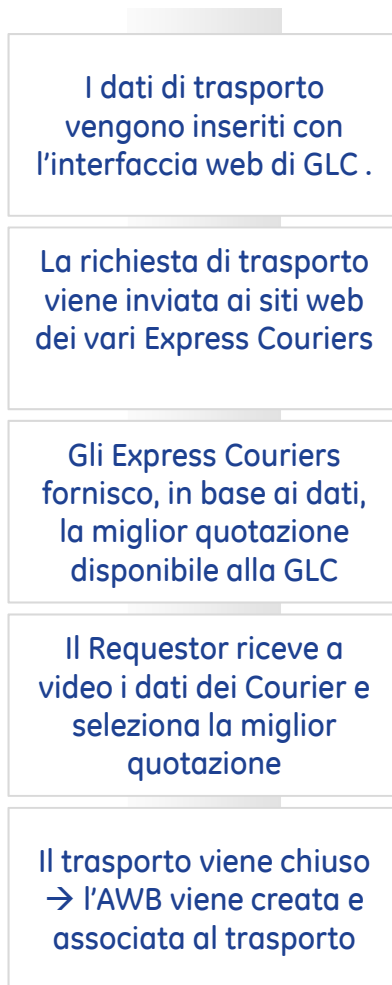 I dati di trasporto
vengono inseriti con
l’interfaccia web di GLC .
La richiesta di trasporto
viene inviata ai siti web
dei vari Express Couriers
Gli Express Couriers
fornisco, in base ai dati,
la miglior quotazione
disponibile alla GLC
Il Requestor riceve a
video i dati dei Courier e
seleziona la miglior
quotazione
Il trasporto viene chiuso
→ l’AWB viene creata e
associata al trasporto